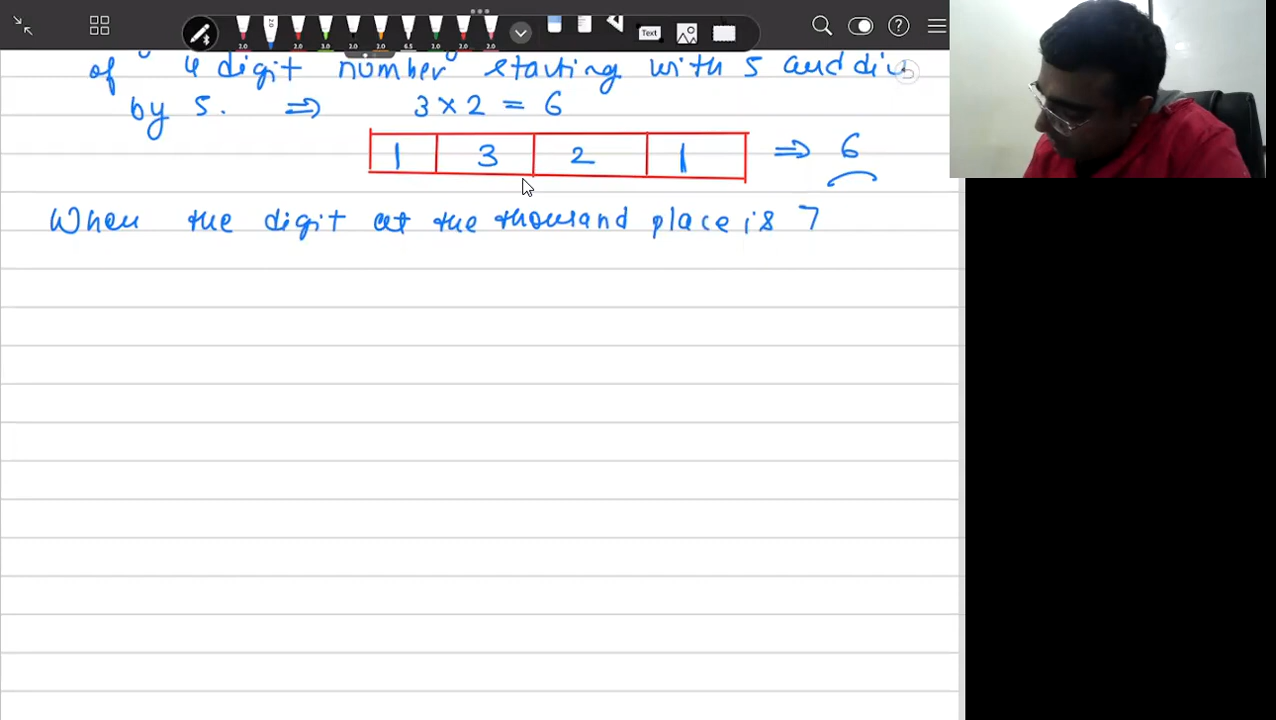 of 4 digit number starting with 5 and div
by 5. ⇒ 3 × 2 = 6
1 3 2 1 ⇒ 6
When the digit at the thousand place is 7
Text